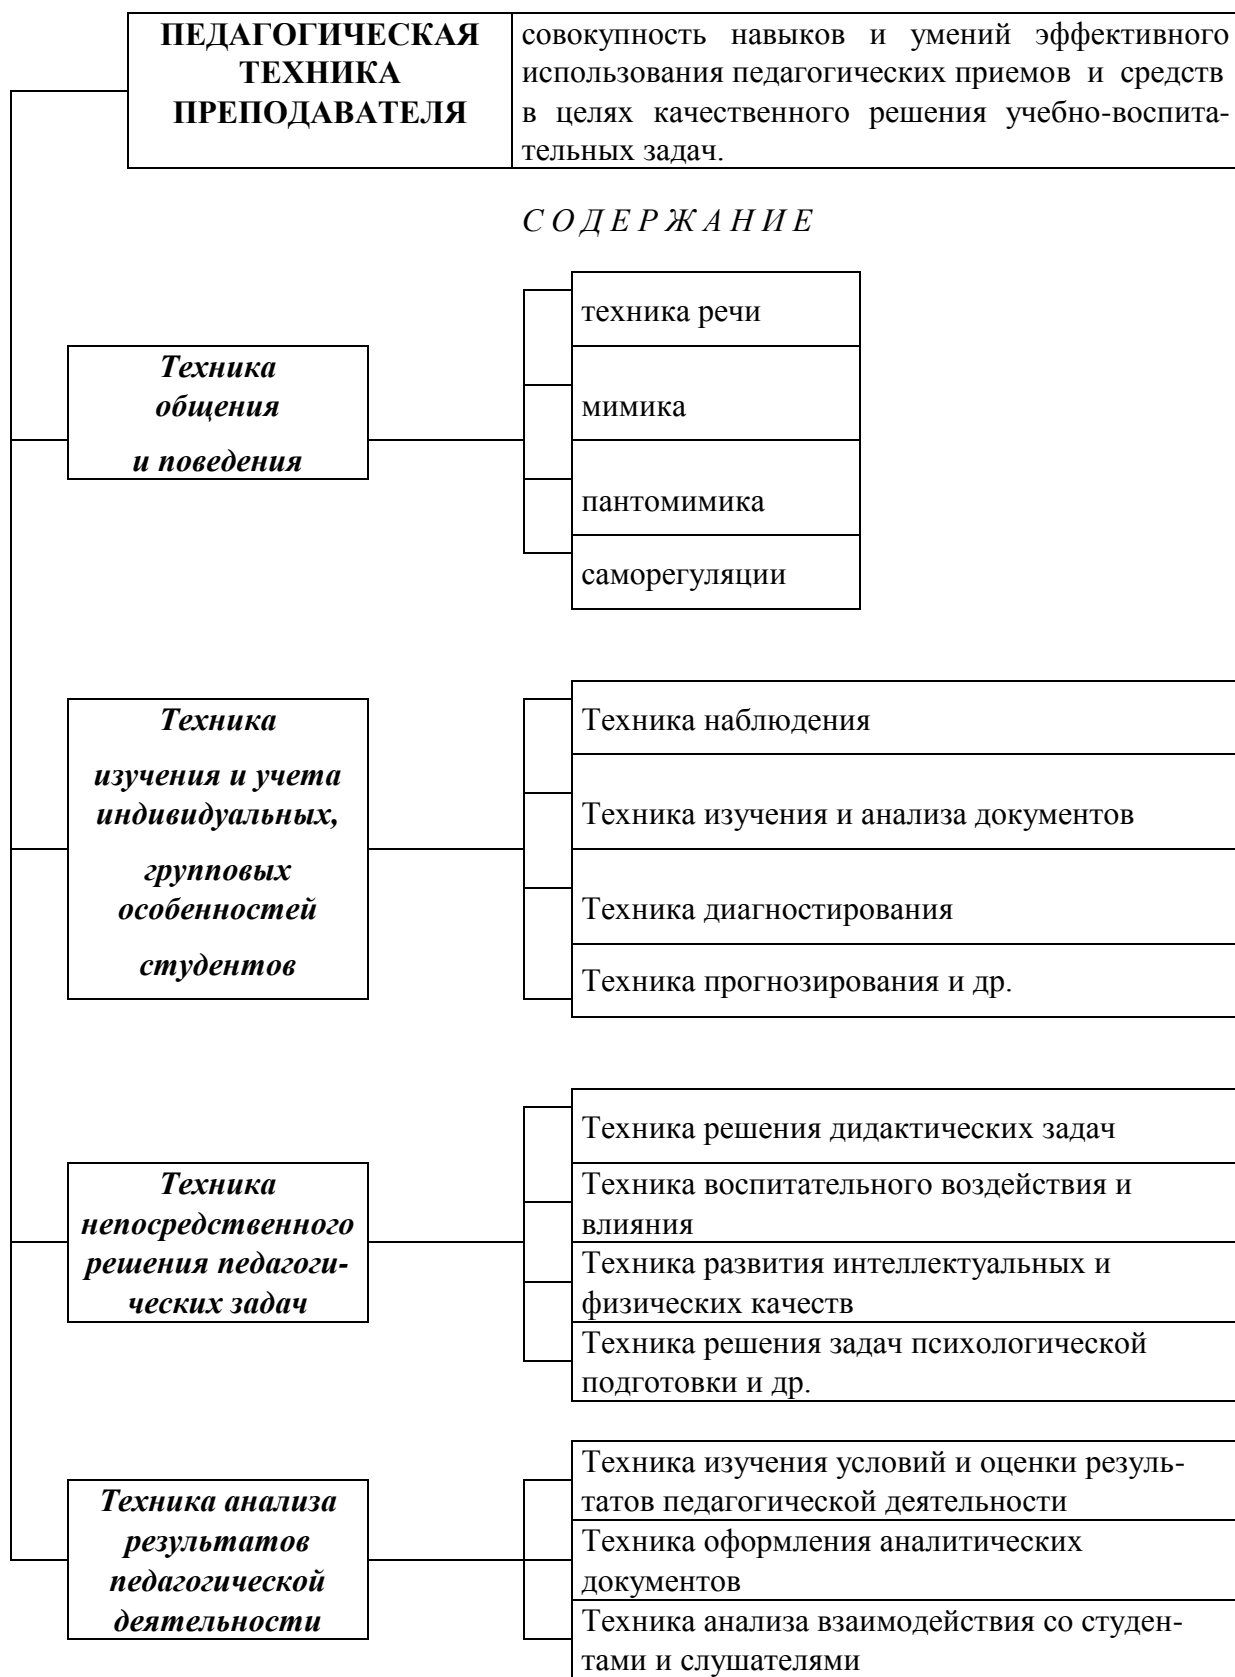 ПЕДАГОГИЧЕСКАЯ
ТЕХНИКА
ПРЕПОДАВАТЕЛЯ
совокупность навыков и умений эффективного
использования педагогических приемов и средств
в целях качественного решения учебно-воспита-
тельных задач.
С О Д Е Р Ж А Н И Е
Техника
общения
и поведения
техника речи
мимика
пантомимика
саморегуляции
Техника
изучения и учета
индивидуальных,
групповых
особенностей
студентов
Техника наблюдения
Техника изучения и анализа документов
Техника диагностирования
Техника прогнозирования и др.
Техника
непосредственного
решения педагоги-
ческих задач
Техника решения дидактических задач
Техника воспитательного воздействия и
влияния
Техника развития интеллектуальных и
физических качеств
Техника решения задач психологической
подготовки и др.
Техника анализа
результатов
педагогической
деятельности
Техника изучения условий и оценки резуль-
татов педагогической деятельности
Техника оформления аналитических
документов
Техника анализа взаимодействия со студен-
тами и слушателями